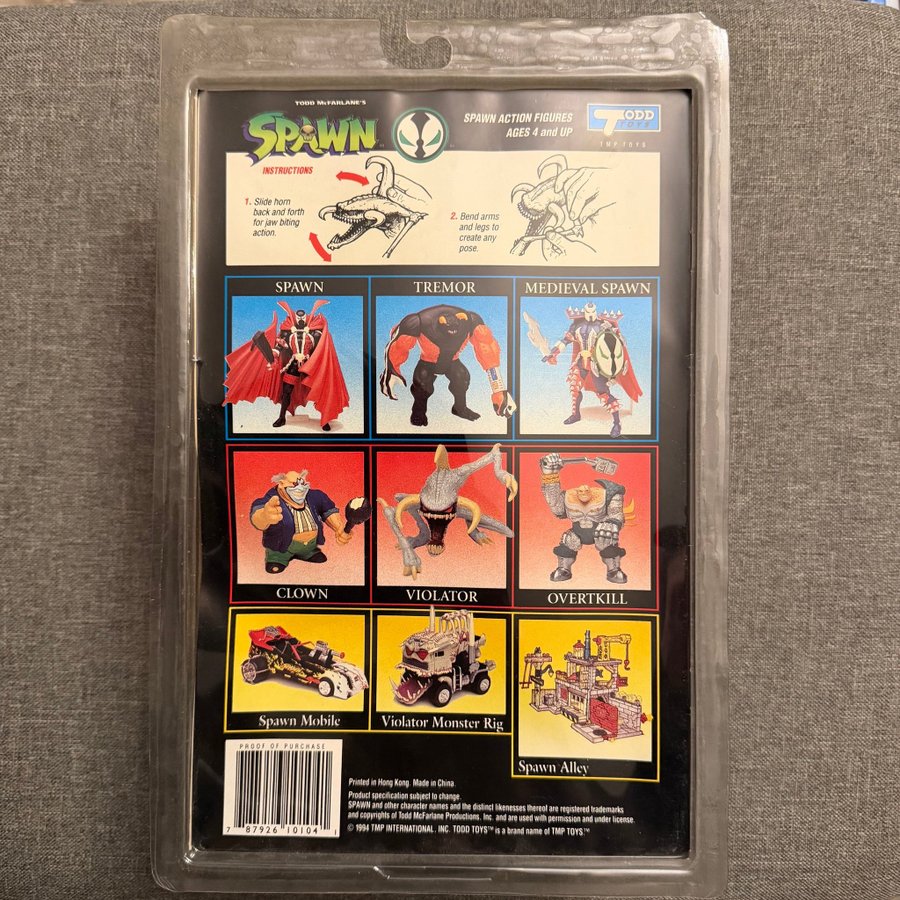 TODD McFARLANE'S
SPAWN
SPAWN ACTION FIGURES
AGES 4 and UP
TODD
TOYS
TMP TOYS
INSTRUCTIONS
1. Slide horn
back and forth
for jaw biting
action.
2. Bend arms
and legs to
create any
pose.
SPAWN
TREMOR
MEDIEVAL SPAWN
CLOWN
VIOLATOR
OVERTKILL
Spawn Mobile
Violator Monster Rig
Spawn Alley
PROOF OF PURCHASE
7 87926 10104 1
Printed in Hong Kong. Made in China.
Product specification subject to change.
SPAWN and other character names and the distinct likenesses thereof are registered trademarks
and copyrights of Todd McFarlane Productions, Inc. and are used with permission and under license.
© 1994 TMP INTERNATIONAL, INC. TODD TOYS™ is a brand name of TMP TOYS.™